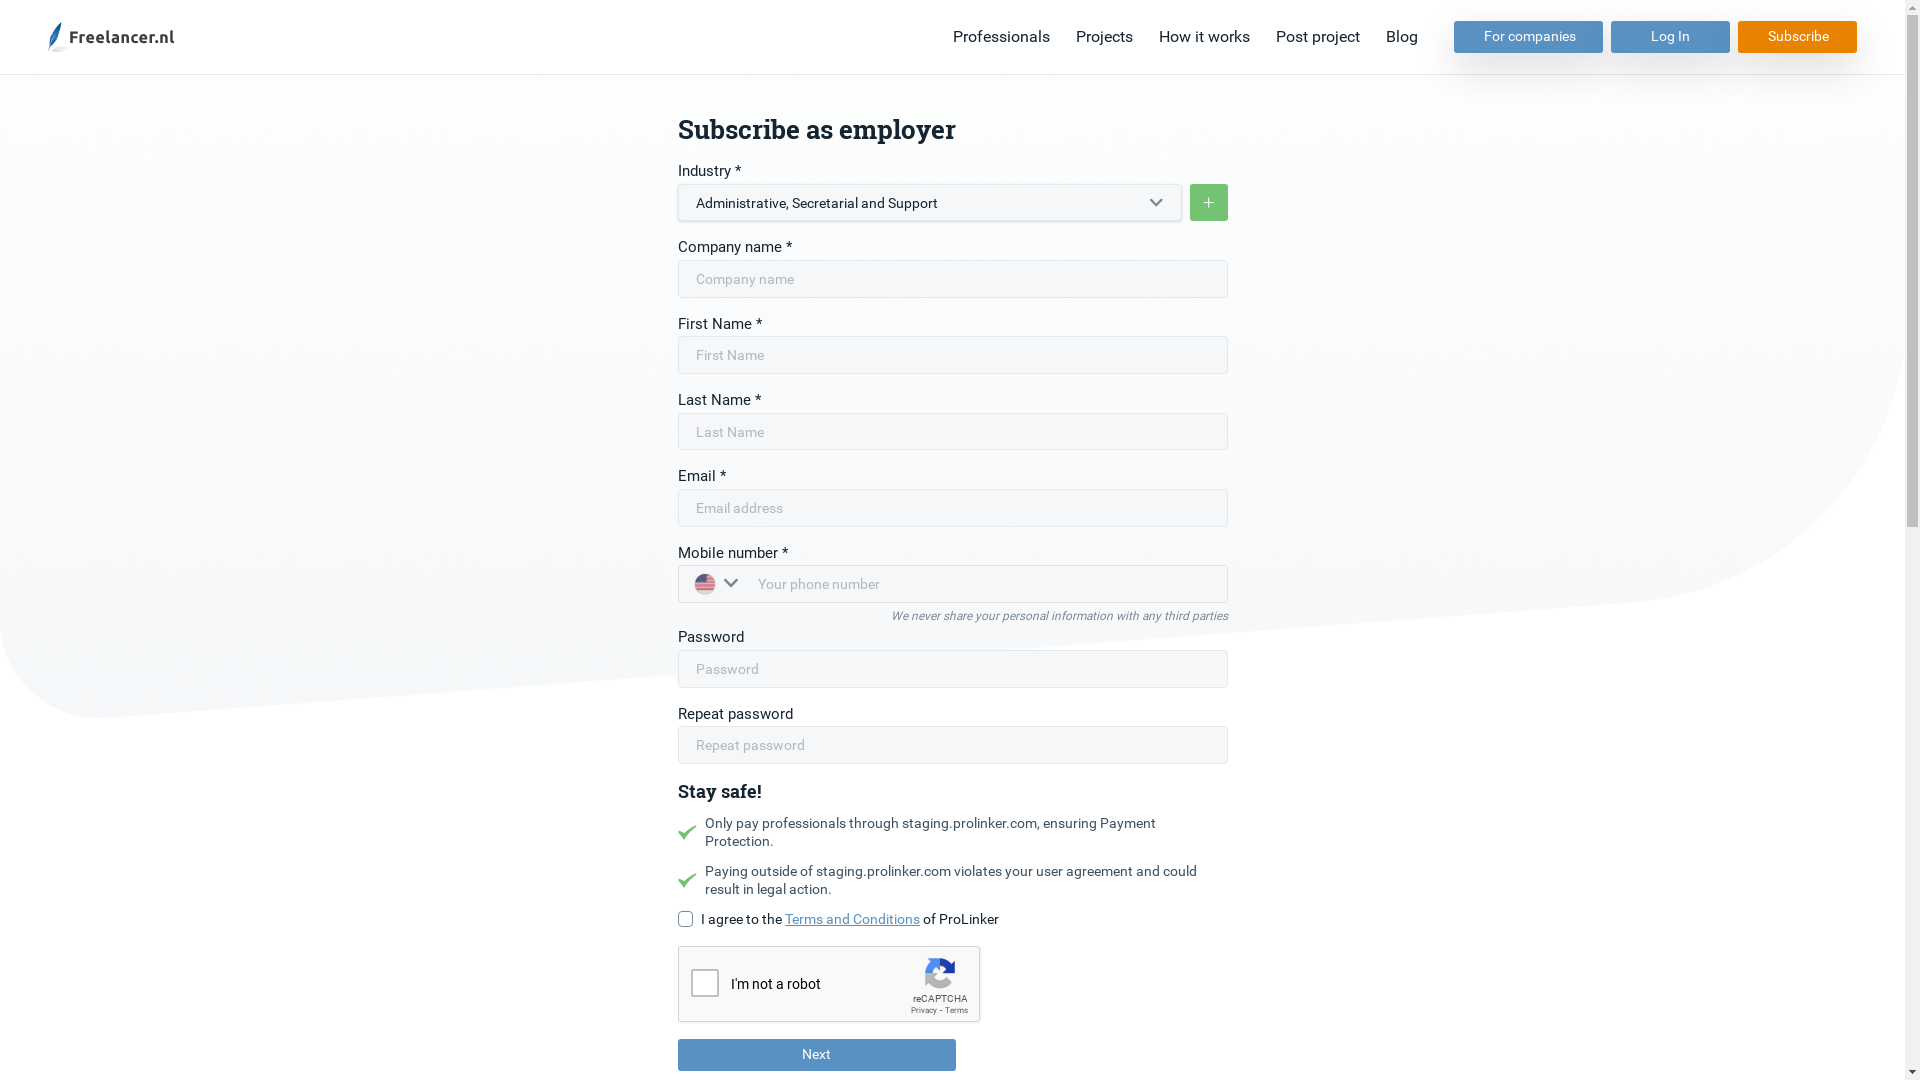 Freelancer.nl
Professionals
Projects
How it works
Post project
Blog
For companies
Log In
Subscribe
Subscribe as employer
Industry *
Administrative, Secretarial and Support
+
Company name *
Company name
First Name *
First Name
Last Name *
Last Name
Email *
Email address
Mobile number *
Your phone number
We never share your personal information with any third parties
Password
Password
Repeat password
Repeat password
Stay safe!
Only pay professionals through staging.prolinker.com, ensuring Payment
Protection.
Paying outside of staging.prolinker.com violates your user agreement and could
result in legal action.
I agree to the Terms and Conditions of ProLinker
I'm not a robot
reCAPTCHA
Privacy - Terms
Next